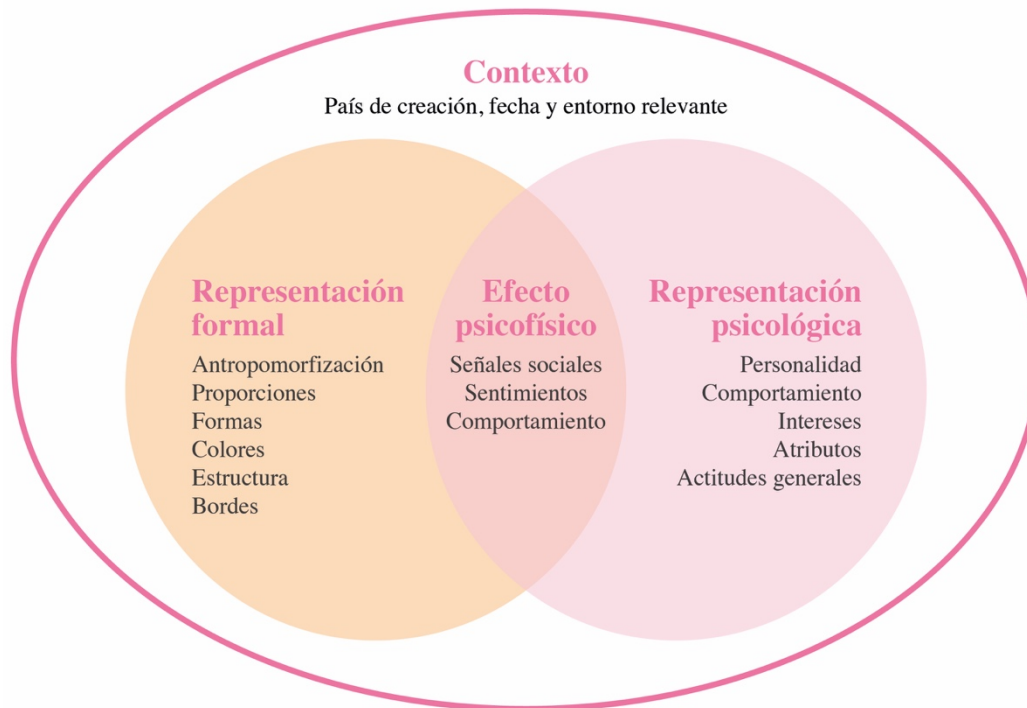 Contexto
País de creación, fecha y entorno relevante
Representación
formal
Antropomorfización
Proporciones
Formas
Colores
Estructura
Bordes
Efecto
psicofísico
Señales sociales
Sentimientos
Comportamiento
Representación
psicológica
Personalidad
Comportamiento
Intereses
Atributos
Actitudes generales